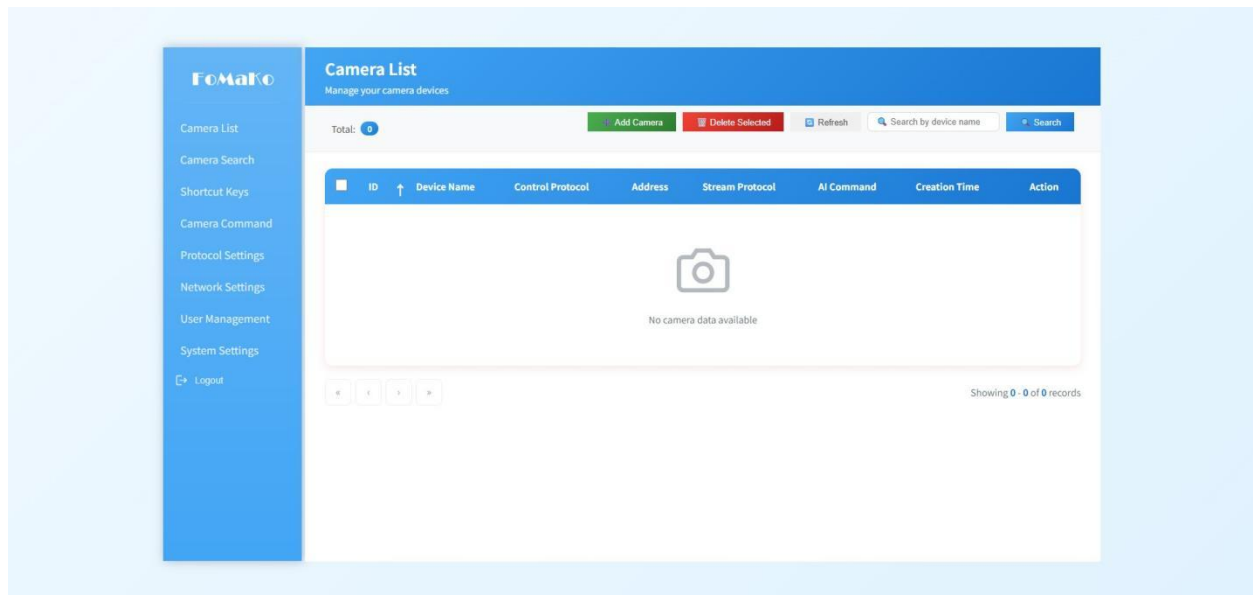 FoMaKo
Camera List
Camera Search
Shortcut Keys
Camera Command
Protocol Settings
Network Settings
User Management
System Settings
Logout
Camera List
Manage your camera devices
Total: 0
Add Camera
Delete Selected
Refresh
Search by device name
Search
ID ↑ Device Name Control Protocol Address Stream Protocol AI Command Creation Time Action
No camera data available
« ‹ › »
Showing 0 - 0 of 0 records